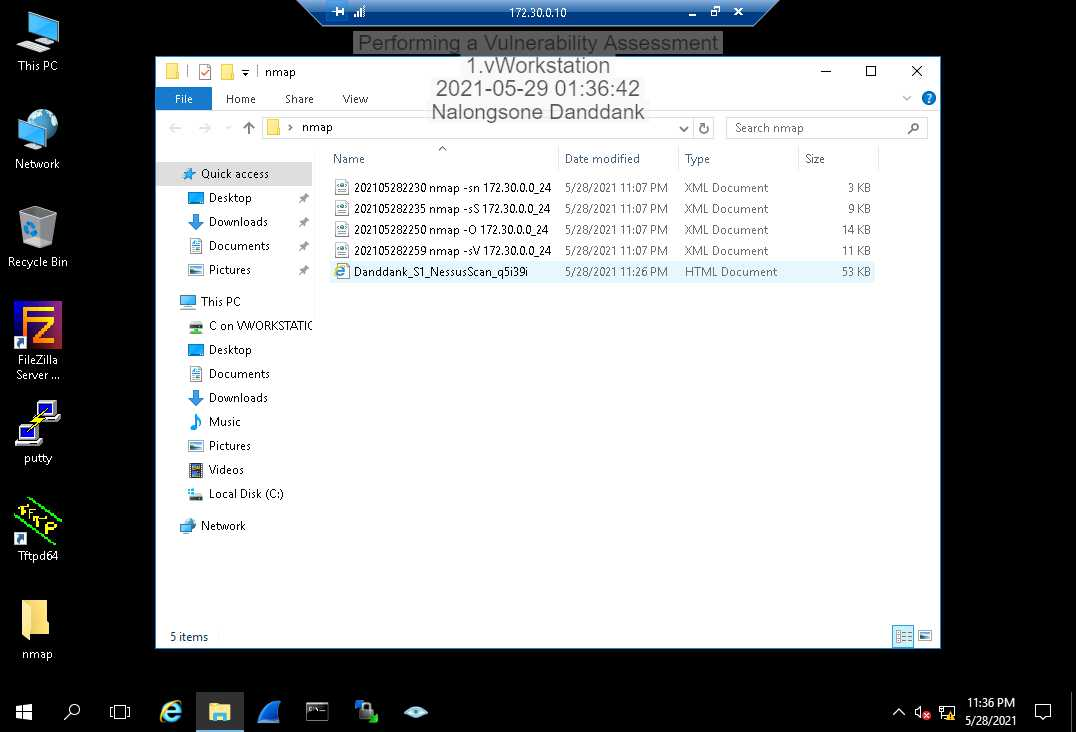 172.30.0.10
Performing a Vulnerability Assessment
1.vWorkstation
2021-05-29 01:36:42
Nalongsone Danddank
nmap
File Home Share View
nmap
Search nmap
Name Date modified Type Size
Quick access
Desktop
Downloads
Documents
Pictures
This PC
C on VWORKSTATIC
Desktop
Documents
Downloads
Music
Pictures
Videos
Local Disk (C:)
Network
202105282230 nmap -sn 172.30.0.0_24 5/28/2021 11:07 PM XML Document 3 KB
202105282235 nmap -sS 172.30.0.0_24 5/28/2021 11:07 PM XML Document 9 KB
202105282250 nmap -O 172.30.0.0_24 5/28/2021 11:07 PM XML Document 14 KB
202105282259 nmap -sV 172.30.0.0_24 5/28/2021 11:07 PM XML Document 11 KB
Danddank_S1_NessusScan_q5i39i 5/28/2021 11:26 PM HTML Document 53 KB
5 items
This PC
Network
Recycle Bin
FileZilla
Server ...
putty
Tftpd64
nmap
11:36 PM
5/28/2021